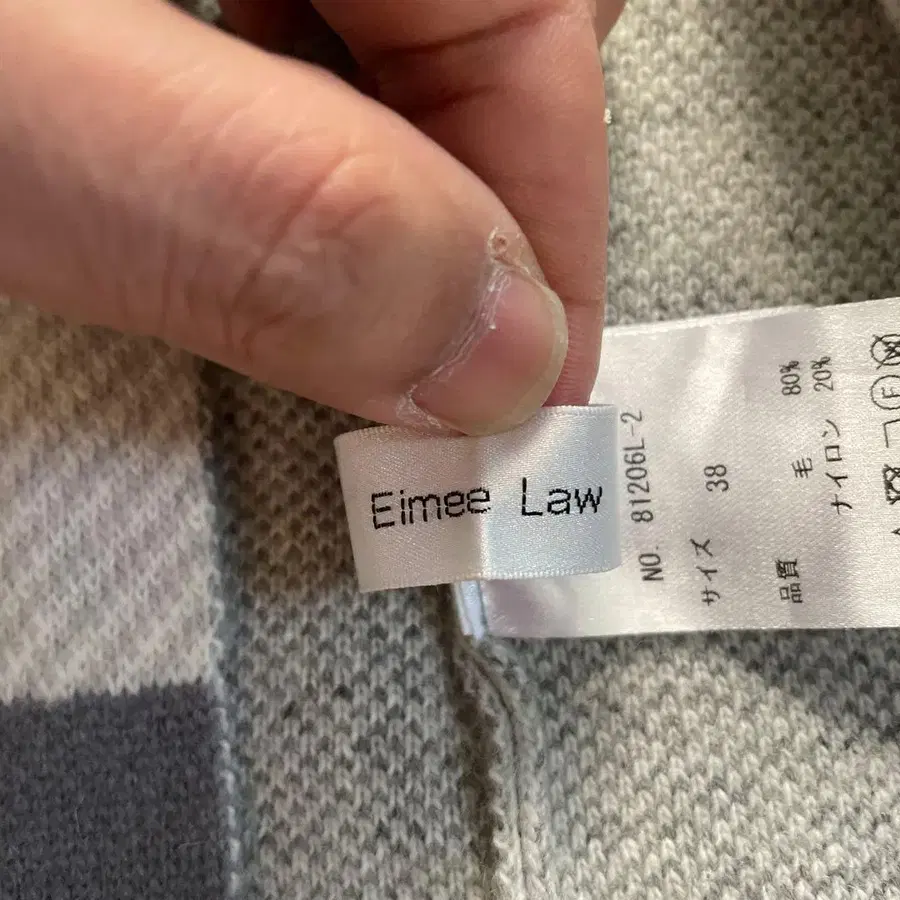 Eimee Law
NO. 81206L-2
サイズ 38
品質 毛 80%
ナイロン 20%